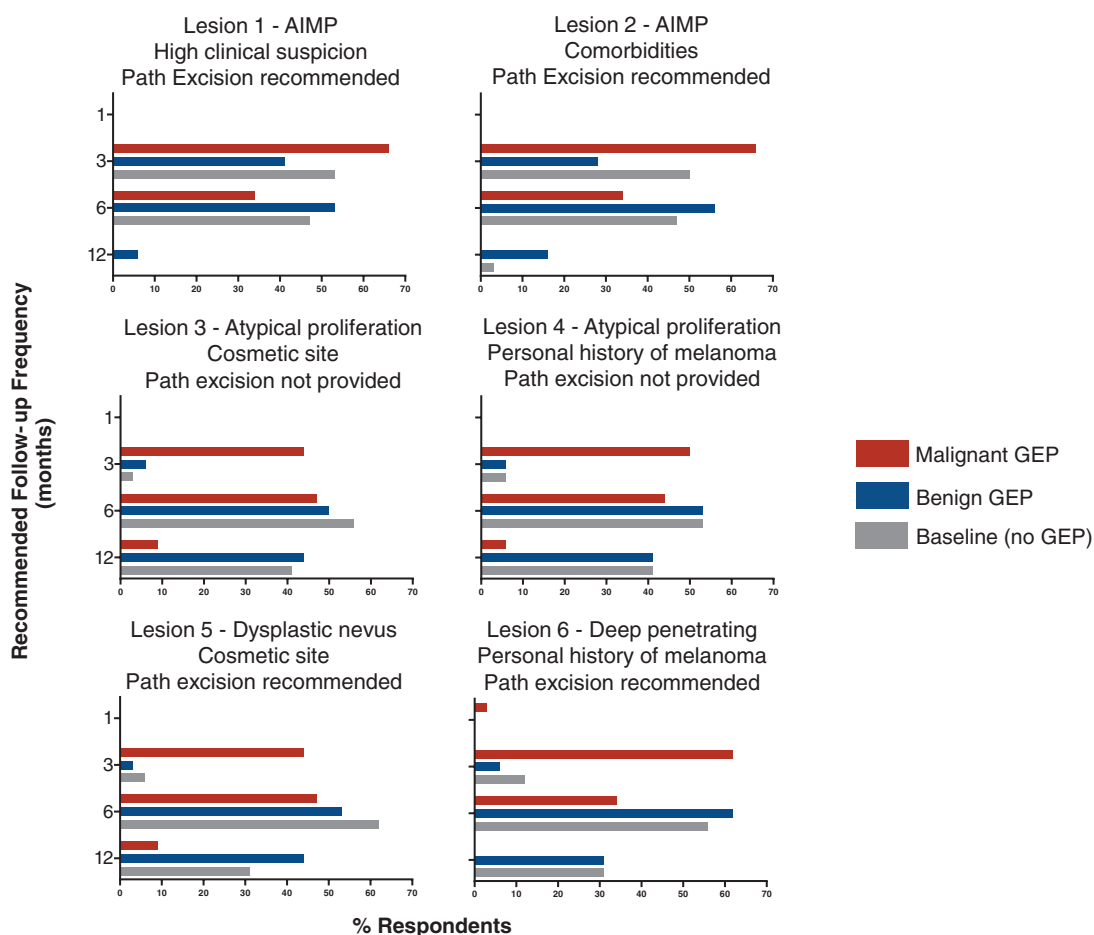 Lesion 1 - AIMP
High clinical suspicion
Path Excision recommended
1
3
6
12
0 10 20 30 40 50 60 70
Lesion 2 - AIMP
Comorbidities
Path Excision recommended
0 10 20 30 40 50 60 70
Lesion 3 - Atypical proliferation
Cosmetic site
Path excision not provided
1
3
6
12
0 10 20 30 40 50 60 70
Lesion 4 - Atypical proliferation
Personal history of melanoma
Path excision not provided
0 10 20 30 40 50 60 70
Lesion 5 - Dysplastic nevus
Cosmetic site
Path excision recommended
1
3
6
12
0 10 20 30 40 50 60 70
Lesion 6 - Deep penetrating
Personal history of melanoma
Path excision recommended
0 10 20 30 40 50 60 70
Recommended Follow-up Frequency
(months)
% Respondents
Malignant GEP
Benign GEP
Baseline (no GEP)